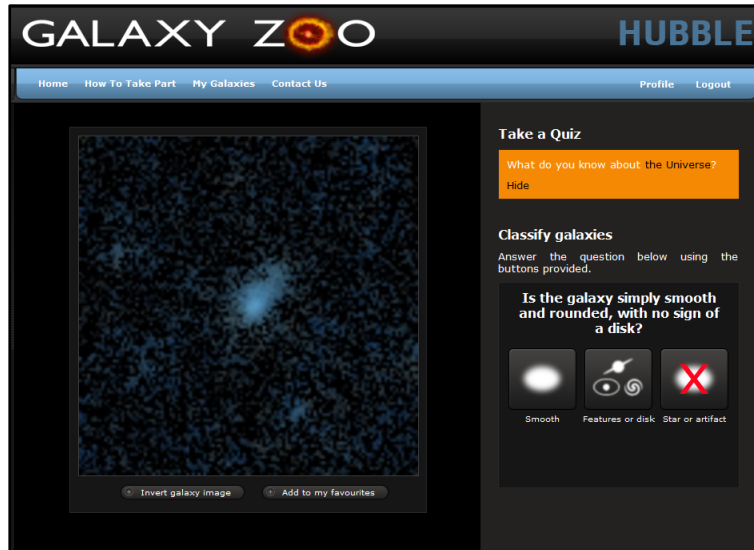 GALAXY ZOO HUBBLE
Home How To Take Part My Galaxies Contact Us Profile Logout
Take a Quiz
What do you know about the Universe?
Hide
Classify galaxies
Answer the question below using the
buttons provided.
Is the galaxy simply smooth
and rounded, with no sign of
a disk?
Smooth Features or disk Star or artifact
Invert galaxy image Add to my favourites